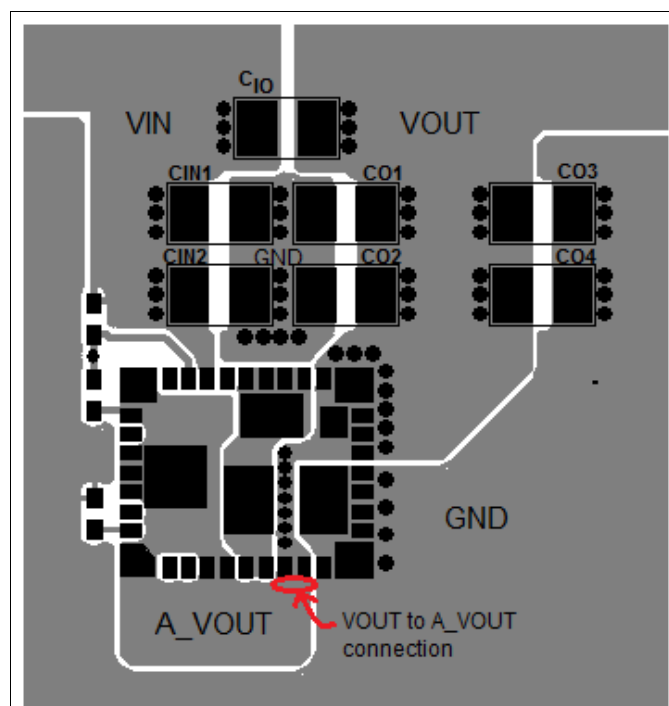 CIO
VIN
VOUT
CIN1
CO1
CO3
CIN2
GND
CO2
CO4
GND
A_VOUT
VOUT to A_VOUT
connection